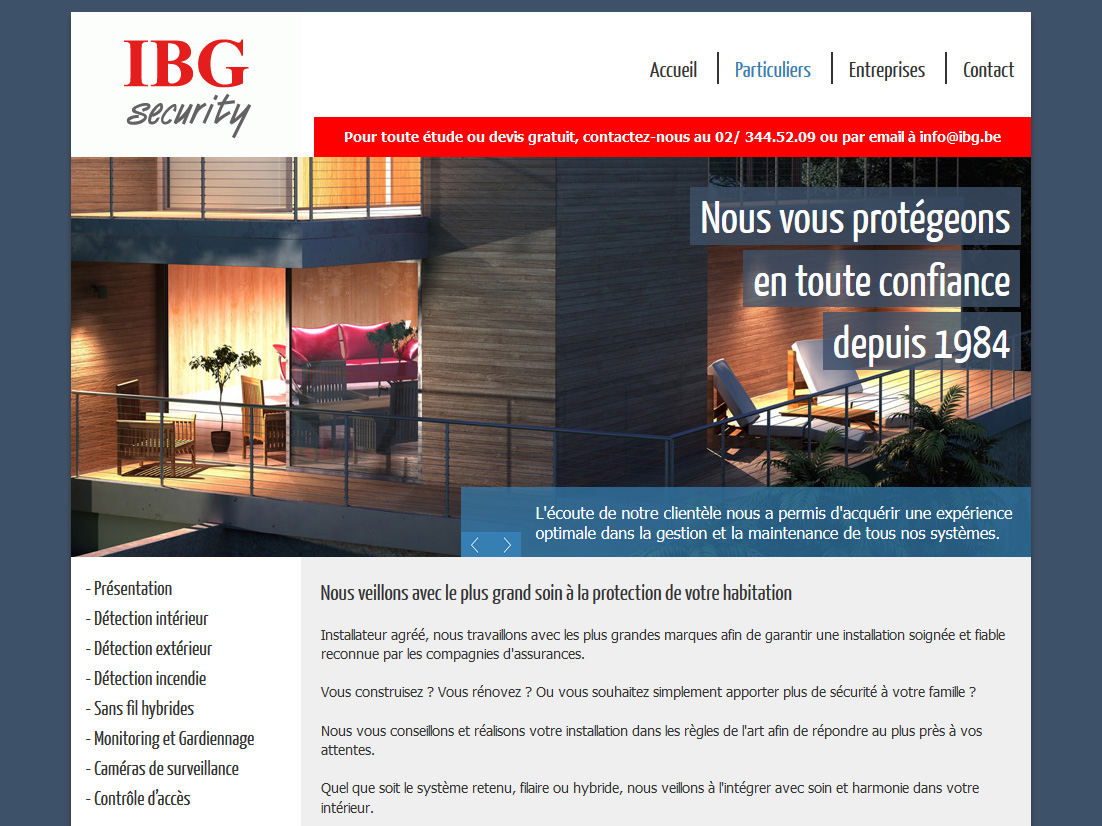 IBG
security
Accueil
Particuliers
Entreprises
Contact
Pour toute étude ou devis gratuit, contactez-nous au 02/ 344.52.09 ou par email à info@ibg.be
Nous vous protégeons
en toute confiance
depuis 1984
L'écoute de notre clientèle nous a permis d'acquérir une expérience
optimale dans la gestion et la maintenance de tous nos systèmes.
- Présentation
- Détection intérieur
- Détection extérieur
- Détection incendie
- Sans fil hybrides
- Monitoring et Gardiennage
- Caméras de surveillance
- Contrôle d'accès
Nous veillons avec le plus grand soin à la protection de votre habitation
Installateur agréé, nous travaillons avec les plus grandes marques afin de garantir une installation soignée et fiable
reconnue par les compagnies d'assurances.
Vous construisez ? Vous rénovez ? Ou vous souhaitez simplement apporter plus de sécurité à votre famille ?
Nous vous conseillons et réalisons votre installation dans les règles de l'art afin de répondre au plus près à vos
attentes.
Quel que soit le système retenu, filaire ou hybride, nous veillons à l'intégrer avec soin et harmonie dans votre
intérieur.